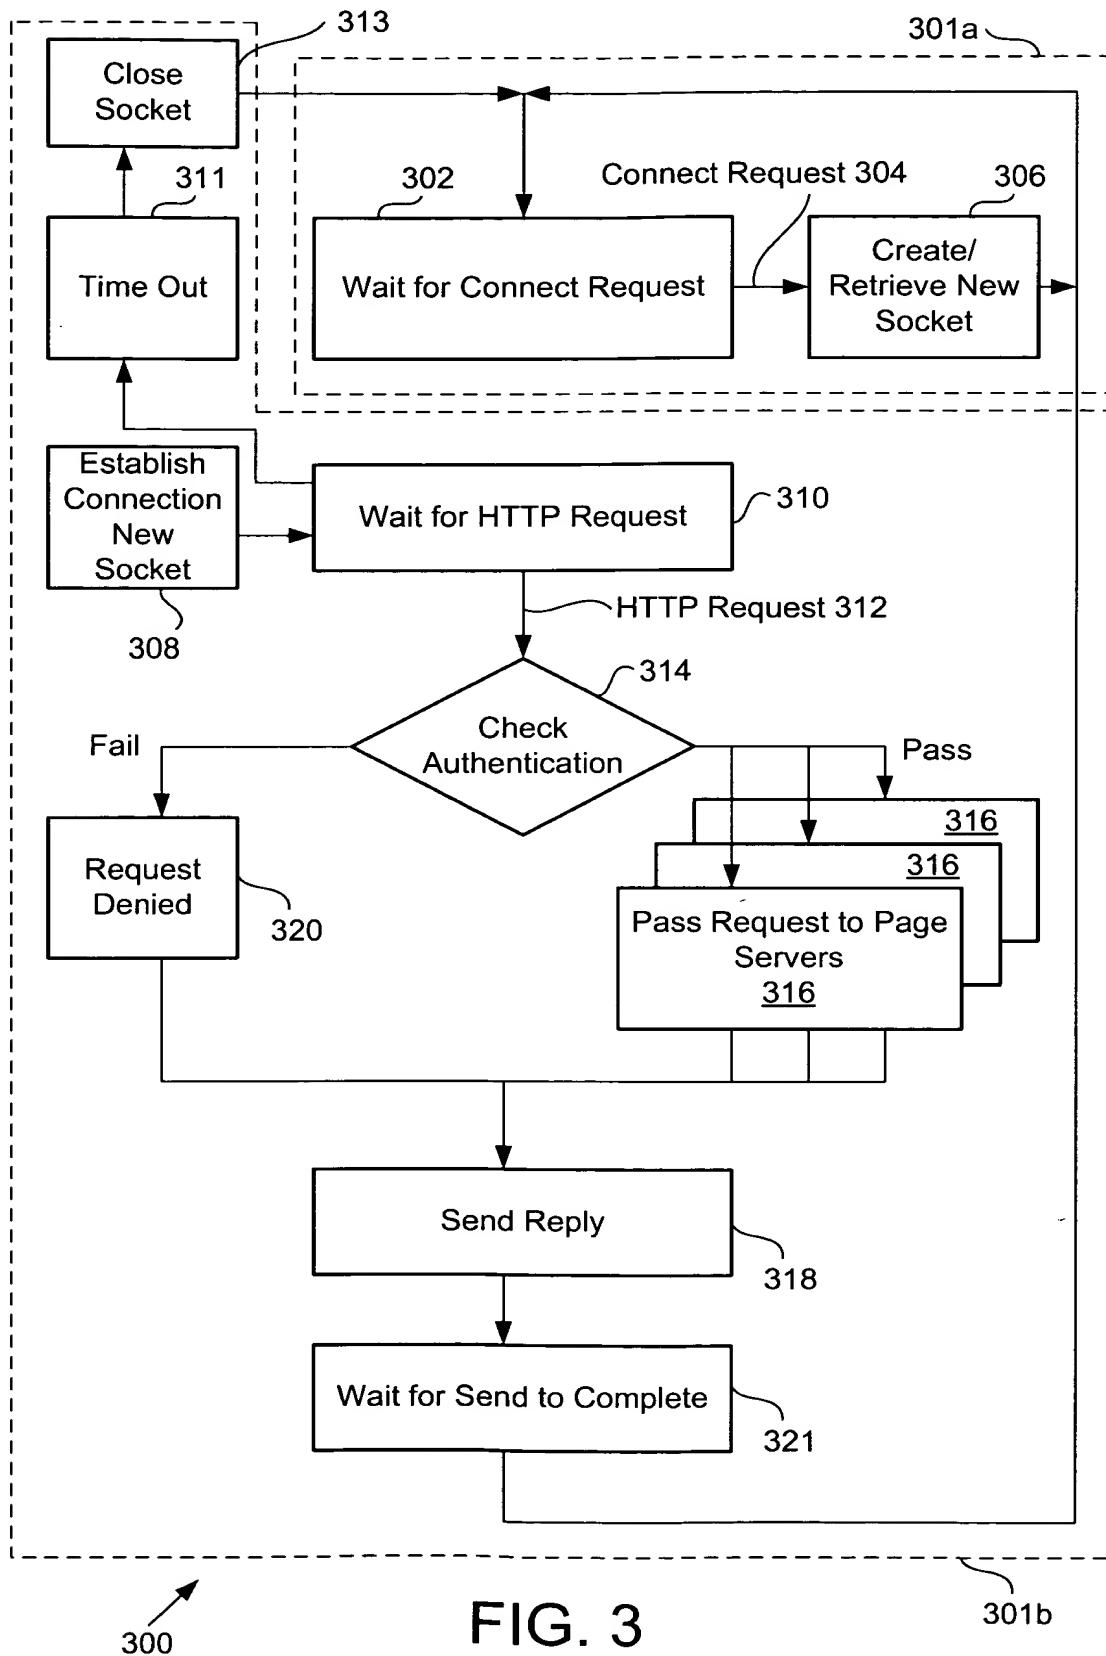 313
301a
Close
Socket
311
302
Connect Request 304
306
Time Out
Wait for Connect Request
Create/
Retrieve New
Socket
Establish
Connection
New
Socket
Wait for HTTP Request
310
308
HTTP Request 312
314
Check
Authentication
Fail
Pass
316
316
Request
Denied
320
Pass Request to Page
Servers
316
Send Reply
318
Wait for Send to Complete
321
301b
300
FIG. 3